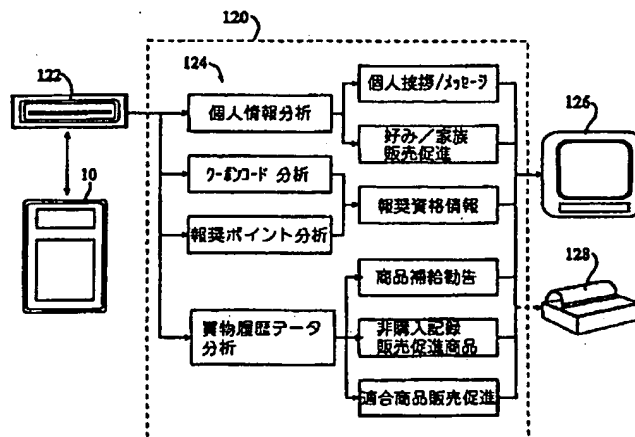 120
122
124
個人挨拶/メッセージ
個人情報分析
126
好み/家族
販売促進
10
クーポンコード 分析
報奨資格情報
報奨ポイント分析
128
商品補給勧告
買物履歴データ
分析
非購入記録
販売促進商品
適合商品販売促進